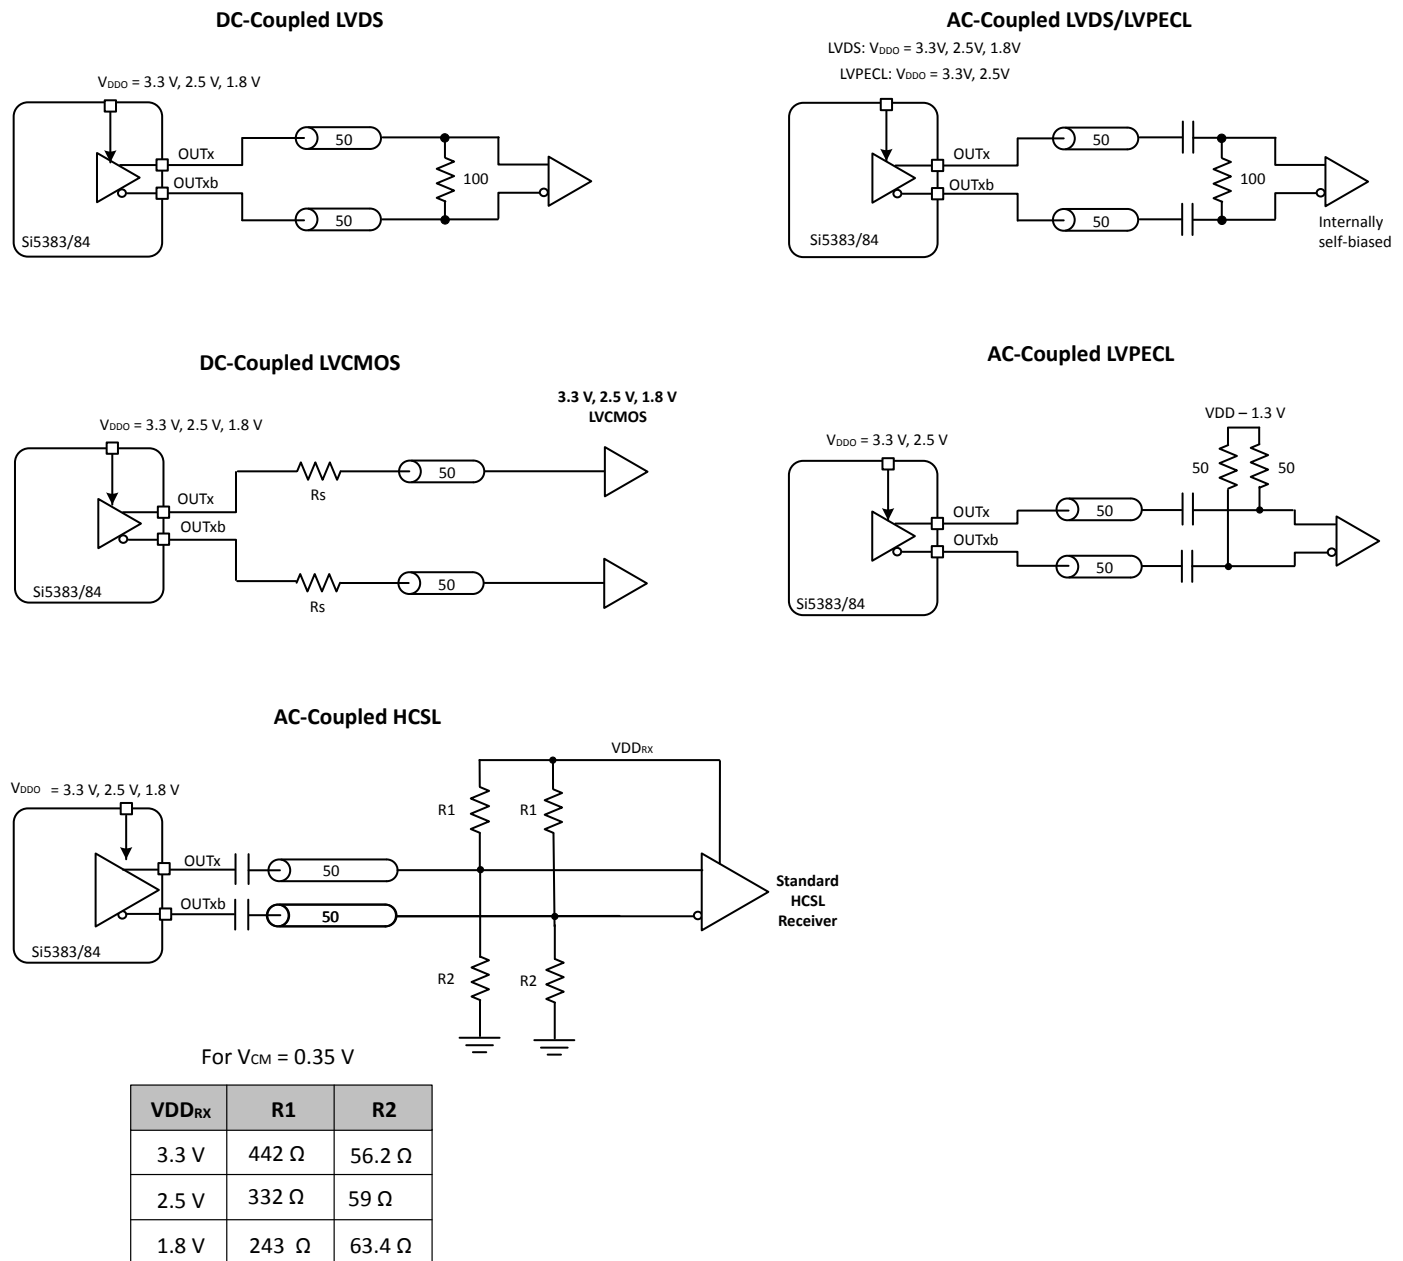 DC-Coupled LVDS
VDDO = 3.3 V, 2.5 V, 1.8 V
OUTx
OUTxb
50
50
100
Si5383/84
AC-Coupled LVDS/LVPECL
LVDS: VDDO = 3.3V, 2.5V, 1.8V
LVPECL: VDDO = 3.3V, 2.5V
OUTx
OUTxb
50
50
100
Si5383/84
Internally
self-biased
DC-Coupled LVCMOS
VDDO = 3.3 V, 2.5 V, 1.8 V
3.3 V, 2.5 V, 1.8 V
LVCMOS
OUTx
OUTxb
Rs
50
Rs
50
Si5383/84
AC-Coupled LVPECL
VDDO = 3.3 V, 2.5 V
VDD – 1.3 V
50
50
OUTx
OUTxb
50
50
Si5383/84
AC-Coupled HCSL
VDDO = 3.3 V, 2.5 V, 1.8 V
VDDRX
R1
R1
OUTx
50
OUTxb
50
Standard
HCSL
Receiver
Si5383/84
R2
R2
For VCM = 0.35 V
VDDRX R1 R2
3.3 V 442 Ω 56.2 Ω
2.5 V 332 Ω 59 Ω
1.8 V 243 Ω 63.4 Ω